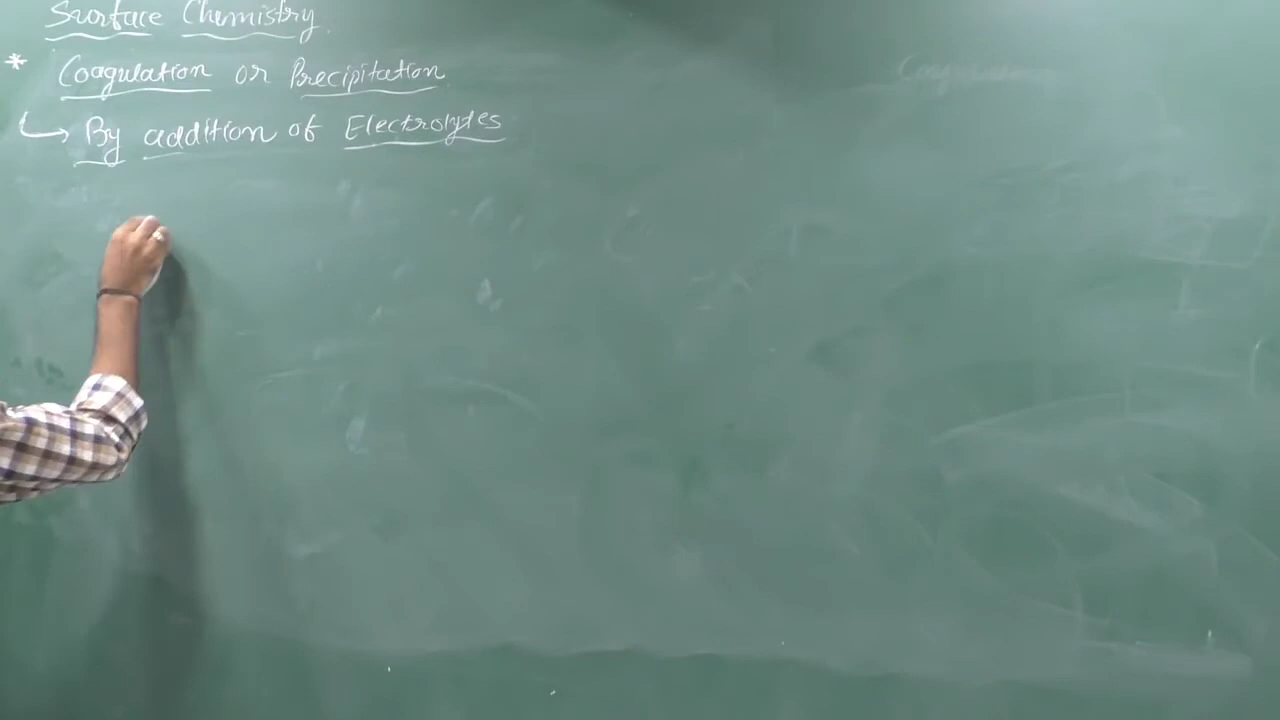 Surface Chemistry.
* Coagulation or Precipitation
By addition of Electrolytes